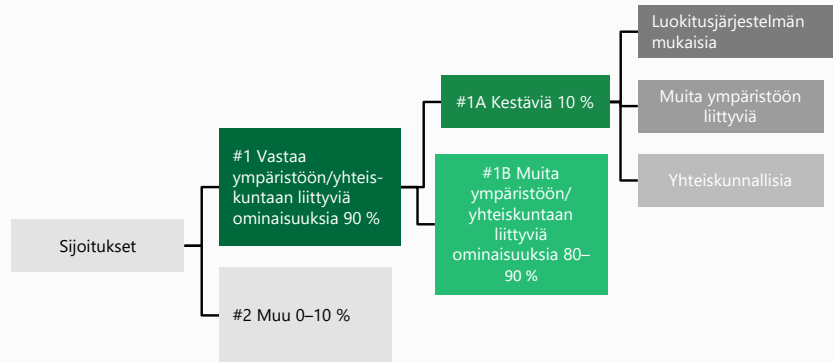 Sijoitukset
#1 Vastaa
ympäristöön/yhteis-
kuntaan liittyviä
ominaisuuksia 90 %
#2 Muu 0–10 %
#1A Kestäviä 10 %
#1B Muita
ympäristöön/
yhteiskuntaan
liittyviä
ominaisuuksia 80–
90 %
Luokitusjärjestelmän
mukaisia
Muita ympäristöön
liittyviä
Yhteiskunnallisia